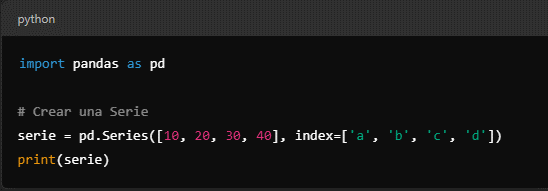 python
import pandas as pd
# Crear una Serie
serie = pd.Series([10, 20, 30, 40], index=['a', 'b', 'c', 'd'])
print(serie)